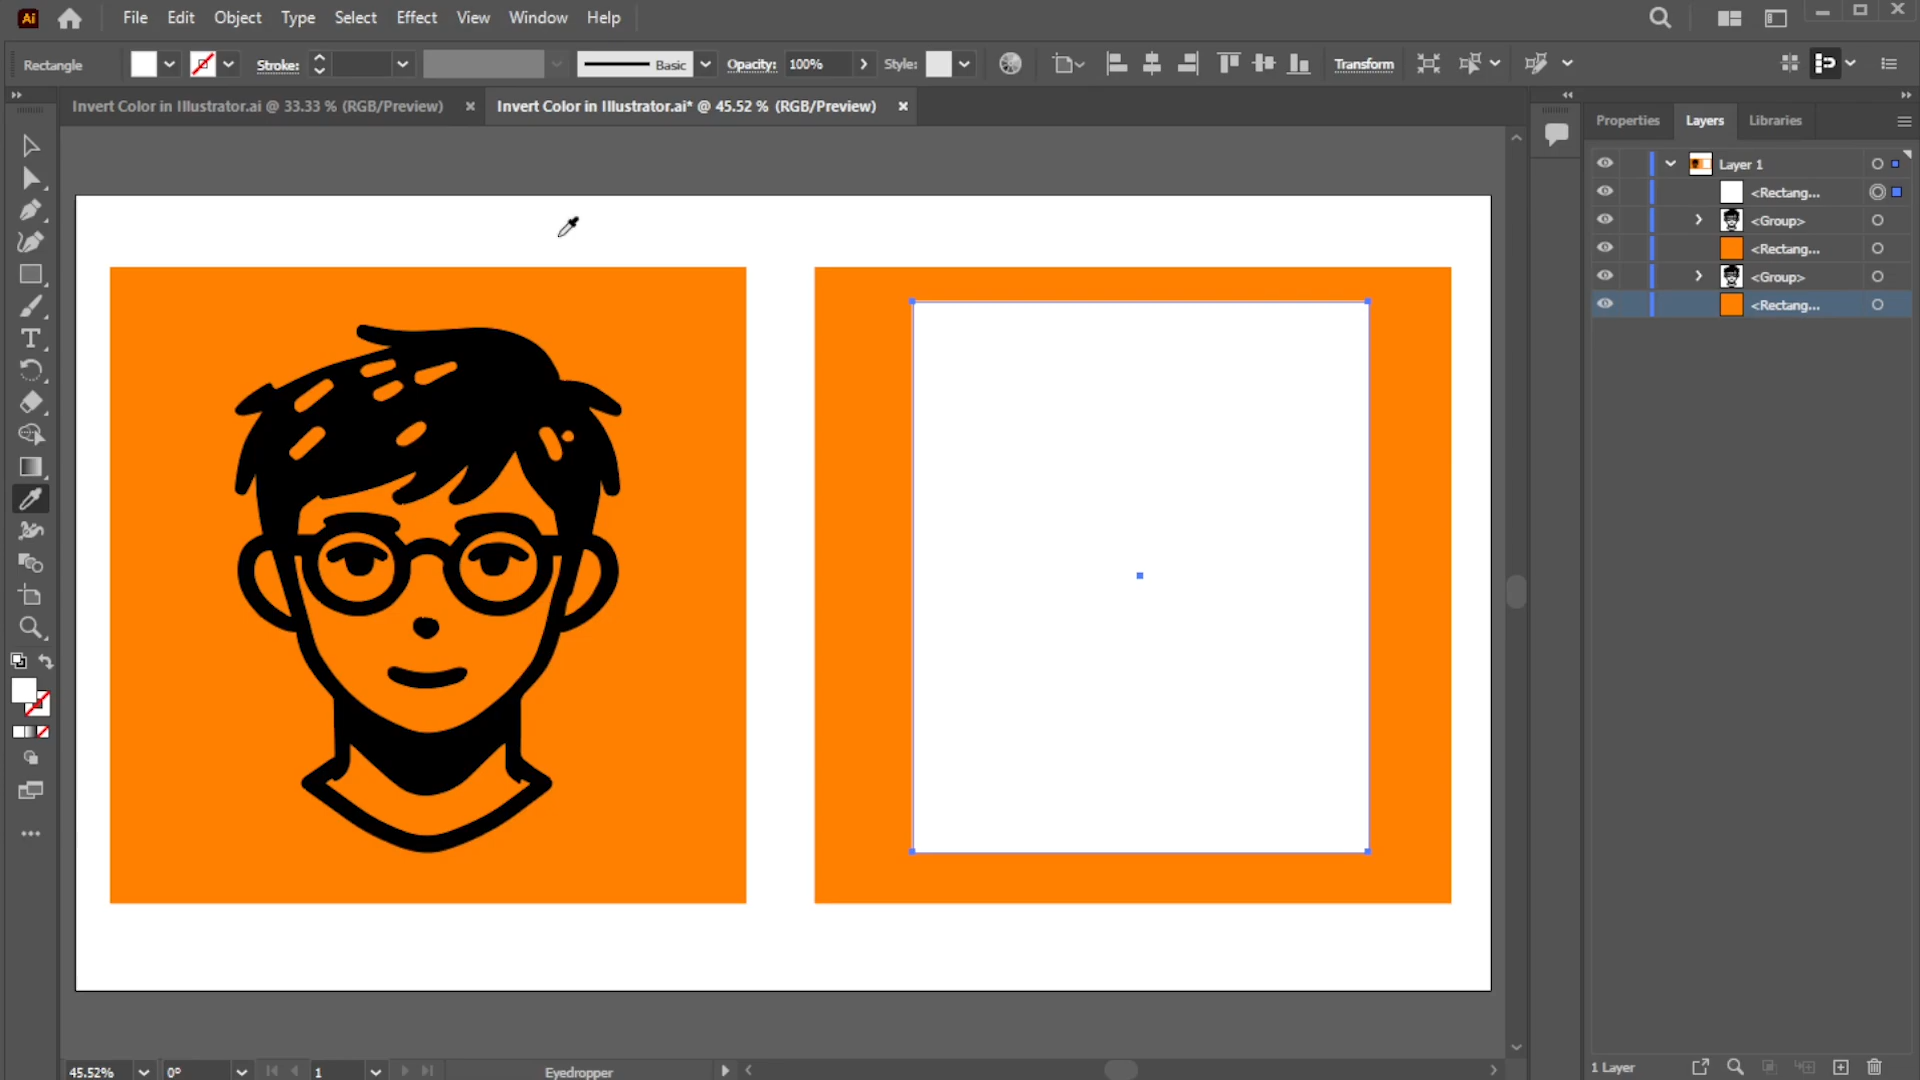 Ai File Edit Object Type Select Effect View Window Help
Rectangle Stroke: Basic Opacity: 100% Style: Transform
Invert Color in Illustrator.ai @ 33.33 % (RGB/Preview) × Invert Color in Illustrator.ai* @ 45.52 % (RGB/Preview) ×
Properties Layers Libraries
Layer 1
<Rectang...
<Group>
<Rectang...
<Group>
<Rectang...
45.52% 0° 1 Eyedropper
1 Layer